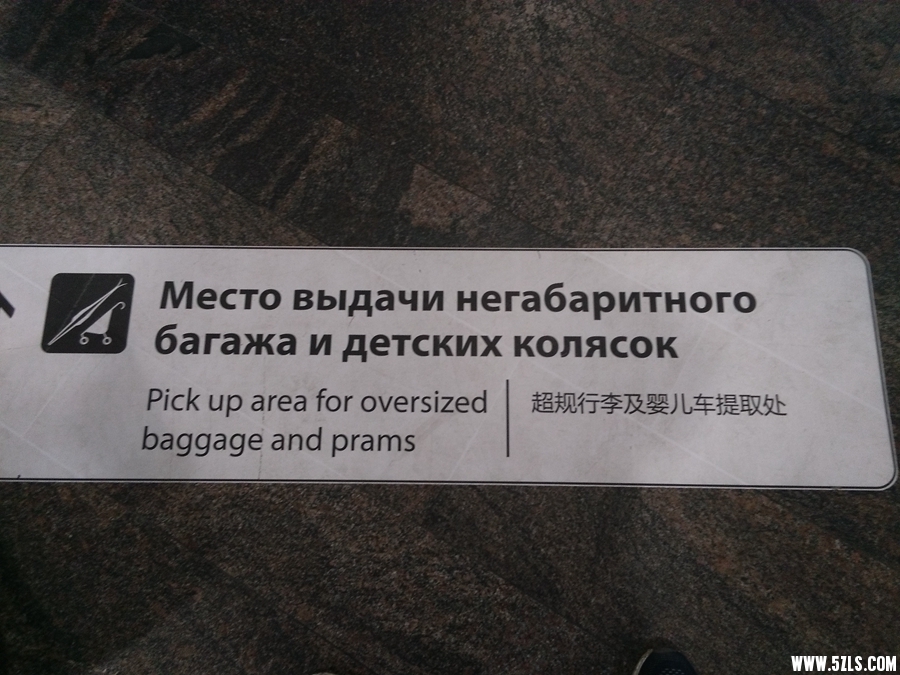 Место выдачи негабаритного
багажа и детских колясок
Pick up area for oversized
baggage and prams
超规行李及婴儿车提取处
WWW.5ZLS.COM